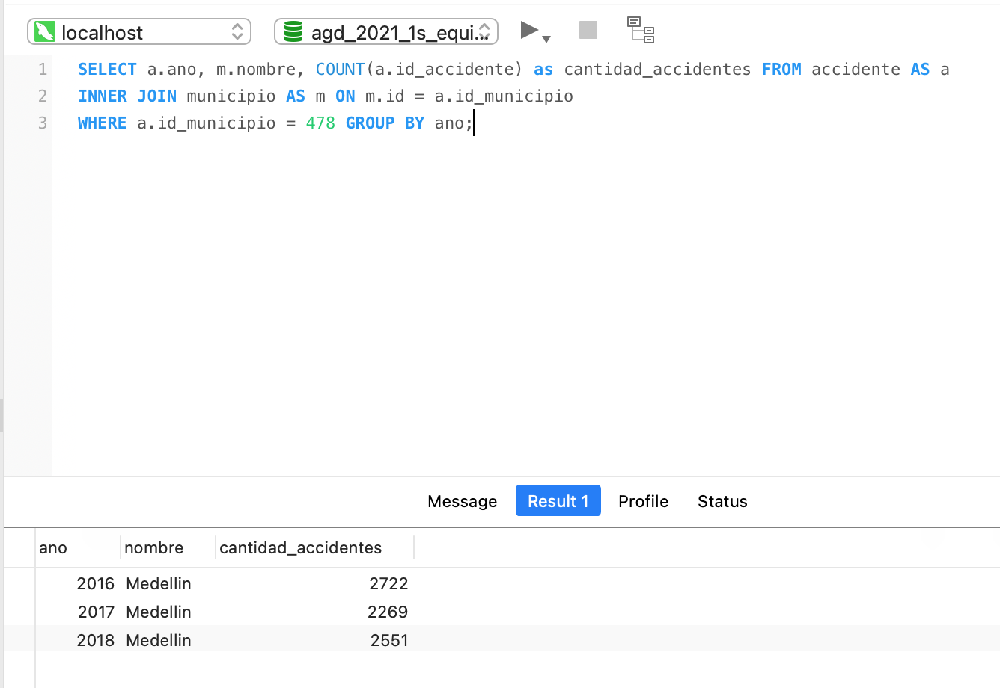 localhost agd_2021_1s_equi...
1 SELECT a.ano, m.nombre, COUNT(a.id_accidente) as cantidad_accidentes FROM accidente AS a
2 INNER JOIN municipio AS m ON m.id = a.id_municipio
3 WHERE a.id_municipio = 478 GROUP BY ano;
Message Result 1 Profile Status
ano nombre cantidad_accidentes
2016 Medellin 2722
2017 Medellin 2269
2018 Medellin 2551